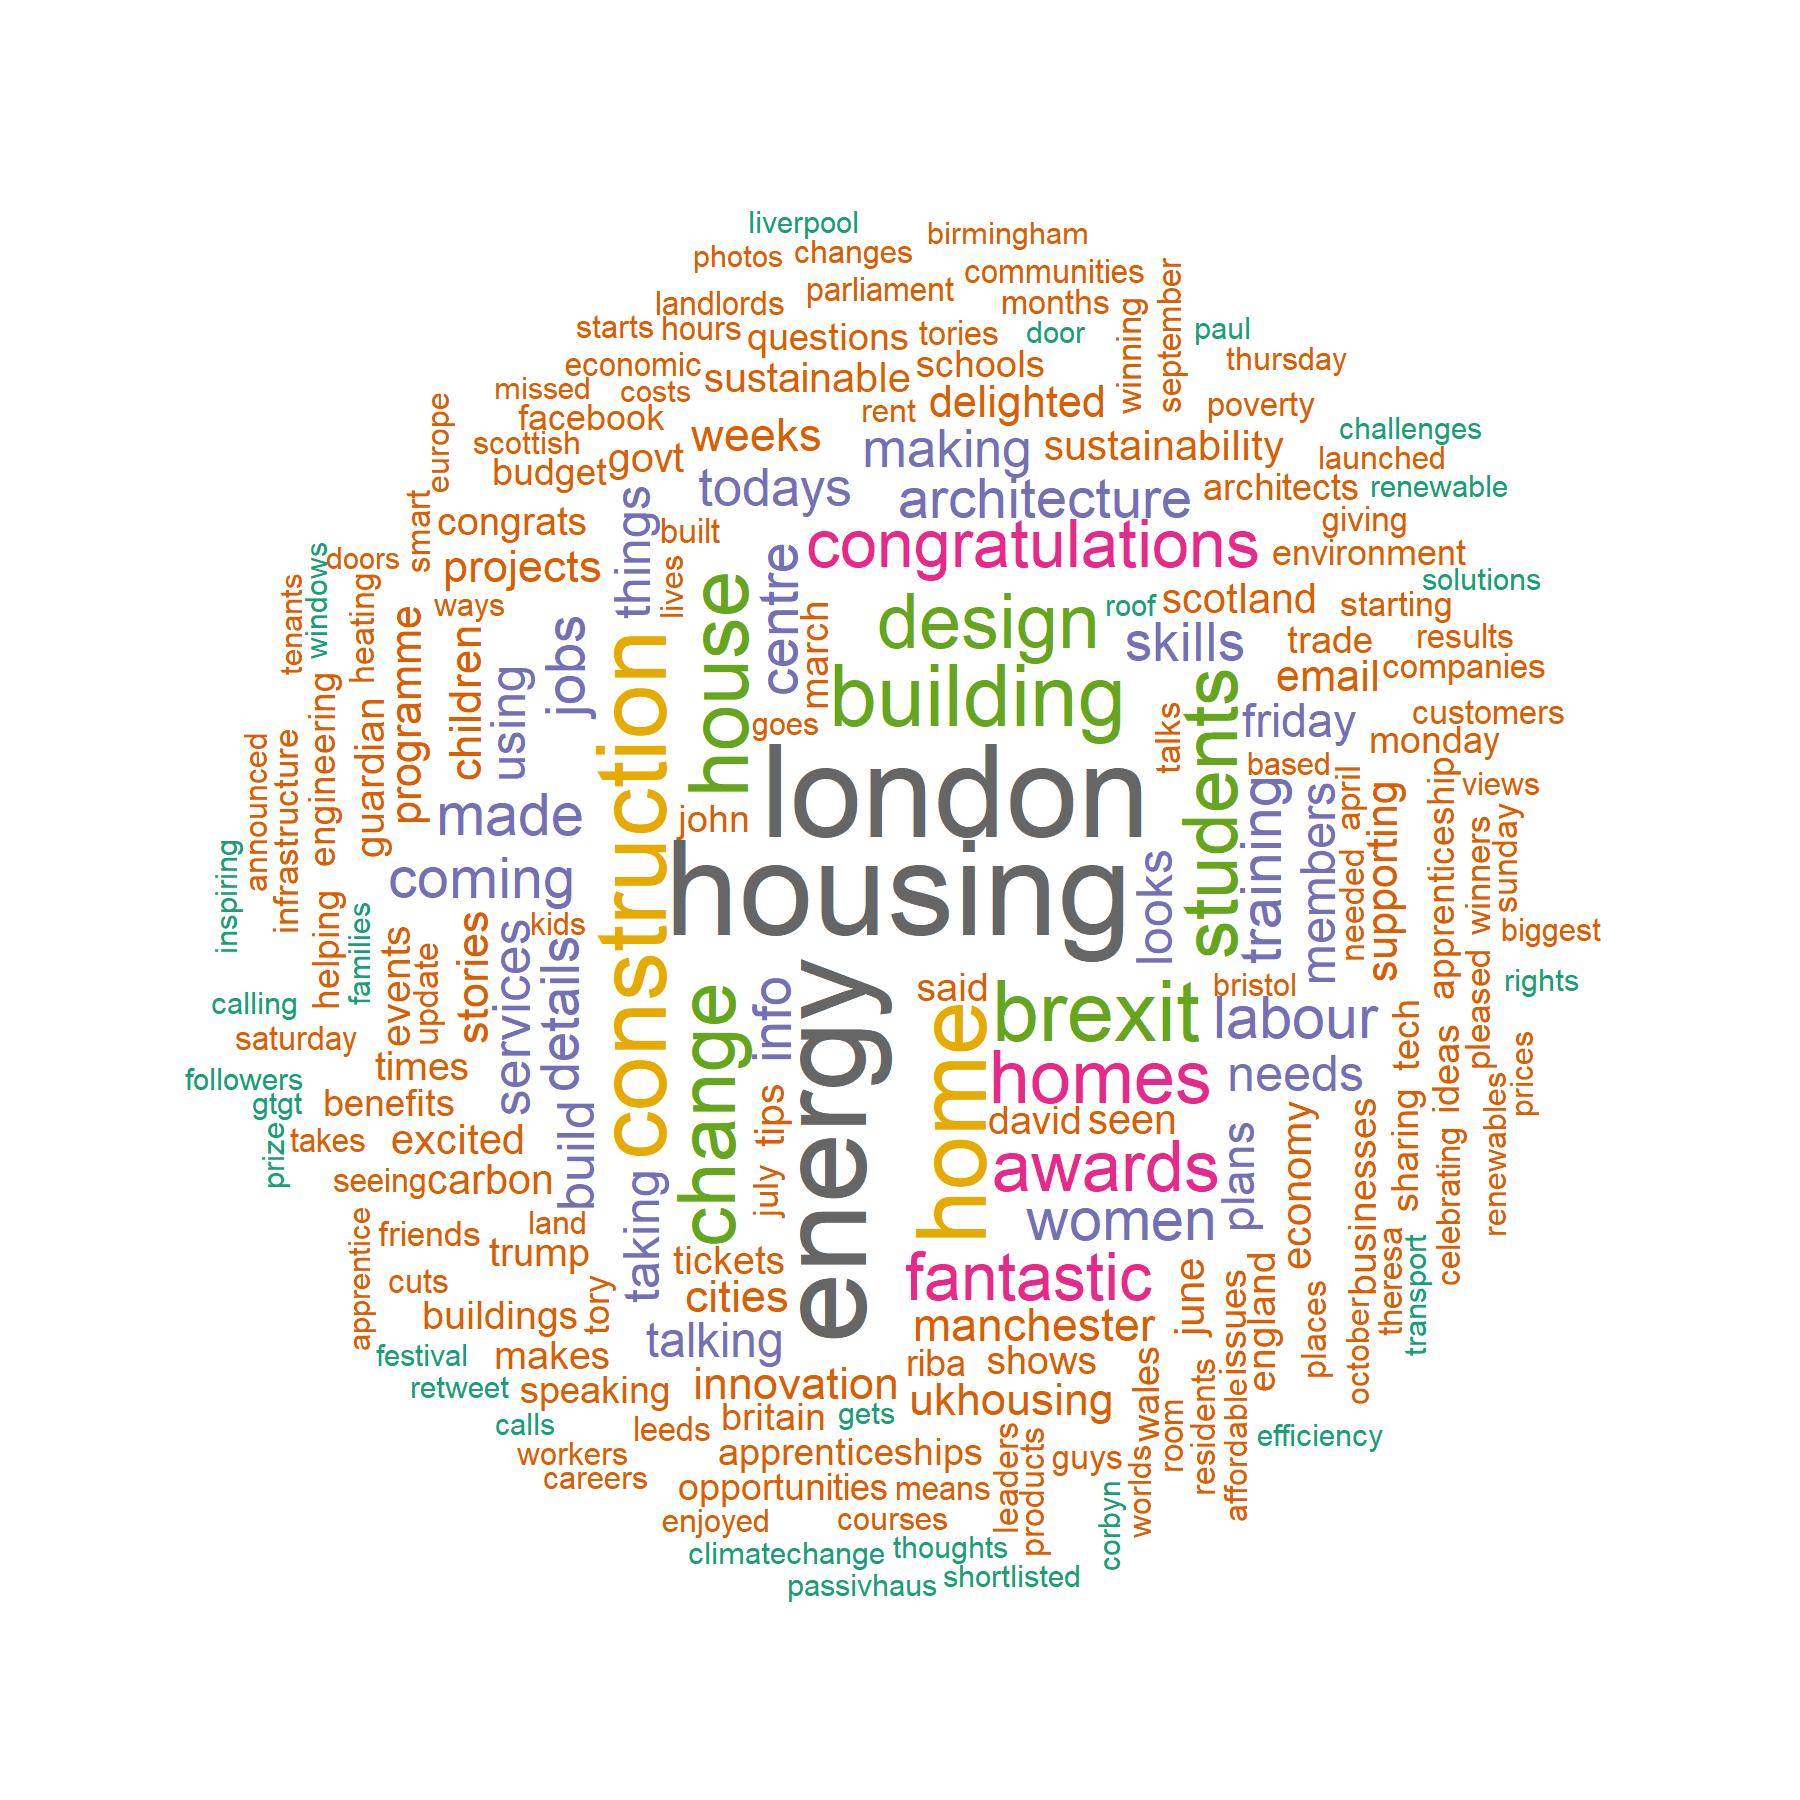 liverpool
birmingham
photos
changes
communities
september
landlords
parliament
months
winning
starts
hours
questions
tories
door
paul
thursday
economic
sustainable
schools
missed
costs
facebook
rent
delighted
poverty
europe
scottish
weeks
making
sustainability
challenges
launched
budget
govt
todays
architecture
architects
renewable
smart
congrats
things
built
congratulations
giving
environment
windows
doors
projects
lives
house
centre
design
roof
scotland
starting
solutions
tenants
heating
ways
march
skills
trade
results
programme
children
using
jobs
construction
goes
building
students
email
companies
engineering
guardian
friday
customers
announced
infrastructure
made
john
london
talks
based
monday
views
inspiring
coming
housing
looks
training
members
needed
april
supporting
apprenticeship
winners
sunday
helping
families
events
update
stories
services
details
kids
biggest
calling
saturday
change
info
energy
said
home
brexit
bristol
labour
tech
pleased
rights
followers
gtgt
times
benefits
homes
needs
ideas
prices
prize
takes
excited
build
tips
david
seen
economy
businesses
sharing
celebrating
renewables
seeing
carbon
taking
july
awards
plans
apprentice
friends
land
trump
women
theresa
transport
cuts
tickets
fantastic
june
issues
england
places
october
buildings
tory
cities
manchester
festival
makes
talking
riba
shows
wales
retweet
speaking
innovation
ukhousing
residents
affordable
calls
leeds
britain
gets
room
efficiency
workers
apprenticeships
leaders
products
guys
worlds
careers
opportunities
means
enjoyed
courses
corbyn
climatechange
thoughts
passivhaus
shortlisted